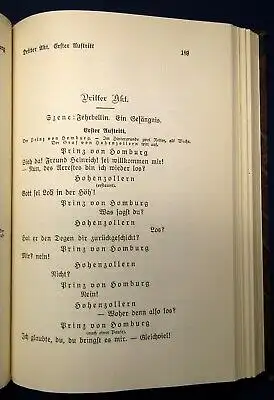 Dritter Akt. Erster Auftritt 189
Dritter Akt.
Szene: Fehrbellin. Ein Gefängnis.
Erster Auftritt.
Der Prinz von Homburg. — Im Hintergrunde zwei Reiter, als Wache.
Der Graf von Hohenzollern tritt auf.
Prinz von Homburg
Sieh da! Freund Heinrich! sei willkommen mir!
— Nun, des Arrestes bin ich wieder los?
Hohenzollern
(erstaunt).
Gott sei Lob in der Höh'!
Prinz von Homburg
Was sagst du?
Hohenzollern
Los?
Hat er den Degen dir zurückgeschickt?
Prinz von Homburg
Mir? nein!
Hohenzollern
Nicht?
Prinz von Homburg
Nein!
Hohenzollern
— Woher denn also los?
Prinz von Homburg
(nach einer Pause).
Ich glaubte, du, du bringst es mir. — Gleichviel!